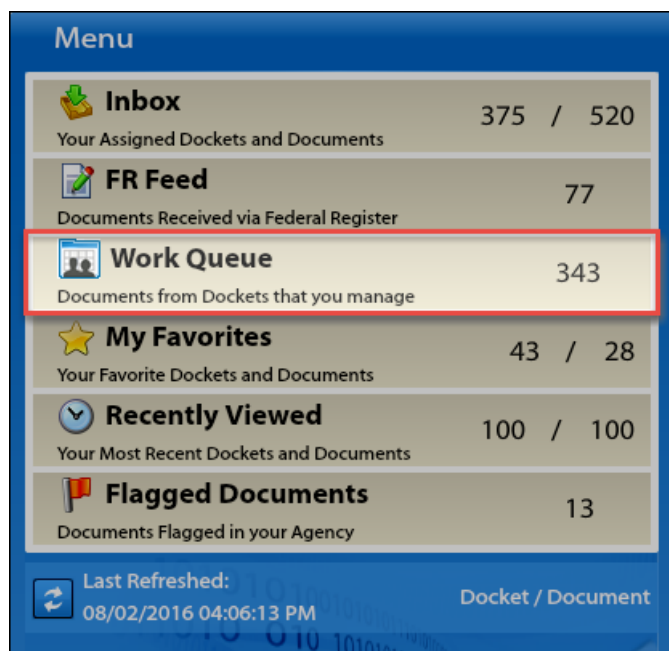 Menu
Inbox 375 / 520
Your Assigned Dockets and Documents
FR Feed 77
Documents Received via Federal Register
Work Queue 343
Documents from Dockets that you manage
My Favorites 43 / 28
Your Favorite Dockets and Documents
Recently Viewed 100 / 100
Your Most Recent Dockets and Documents
Flagged Documents 13
Documents Flagged in your Agency
Last Refreshed:
08/02/2016 04:06:13 PM Docket / Document